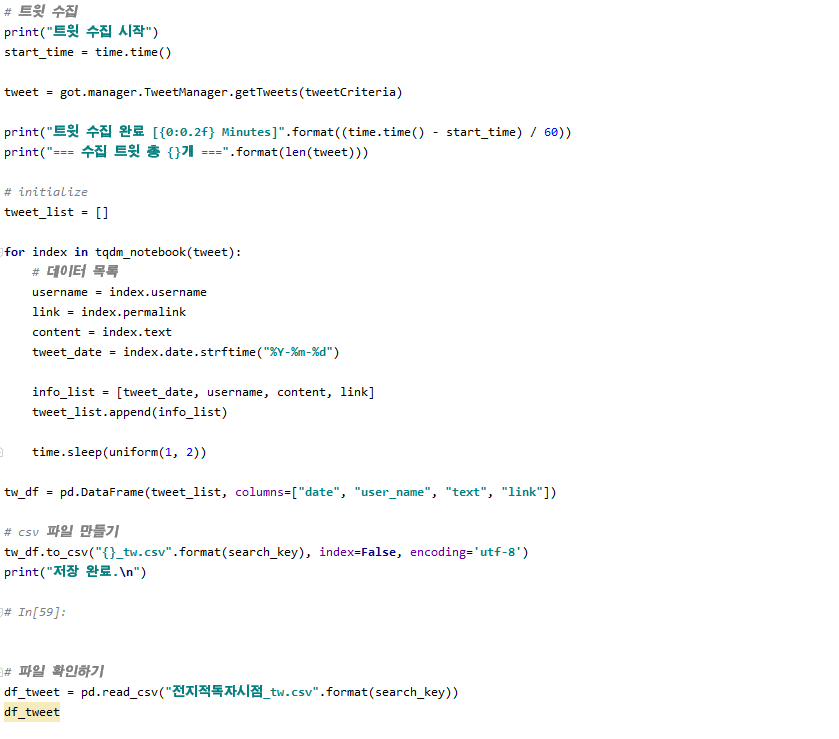 # 트윗 수집
print("트윗 수집 시작")
start_time = time.time()
tweet = got.manager.TweetManager.getTweets(tweetCriteria)
print("트윗 수집 완료 [{0:0.2f} Minutes]".format((time.time() - start_time) / 60))
print("=== 수집 트윗 총 {}개 ===".format(len(tweet)))
# initialize
tweet_list = []
for index in tqdm_notebook(tweet):
    # 데이터 목록
    username = index.username
    link = index.permalink
    content = index.text
    tweet_date = index.date.strftime("%Y-%m-%d")
    info_list = [tweet_date, username, content, link]
    tweet_list.append(info_list)
    time.sleep(uniform(1, 2))
tw_df = pd.DataFrame(tweet_list, columns=["date", "user_name", "text", "link"])
# csv 파일 만들기
tw_df.to_csv("{}_tw.csv".format(search_key), index=False, encoding='utf-8')
print("저장 완료.\n")
# In[59]:
# 파일 확인하기
df_tweet = pd.read_csv("전지적독자시점_tw.csv".format(search_key))
df_tweet